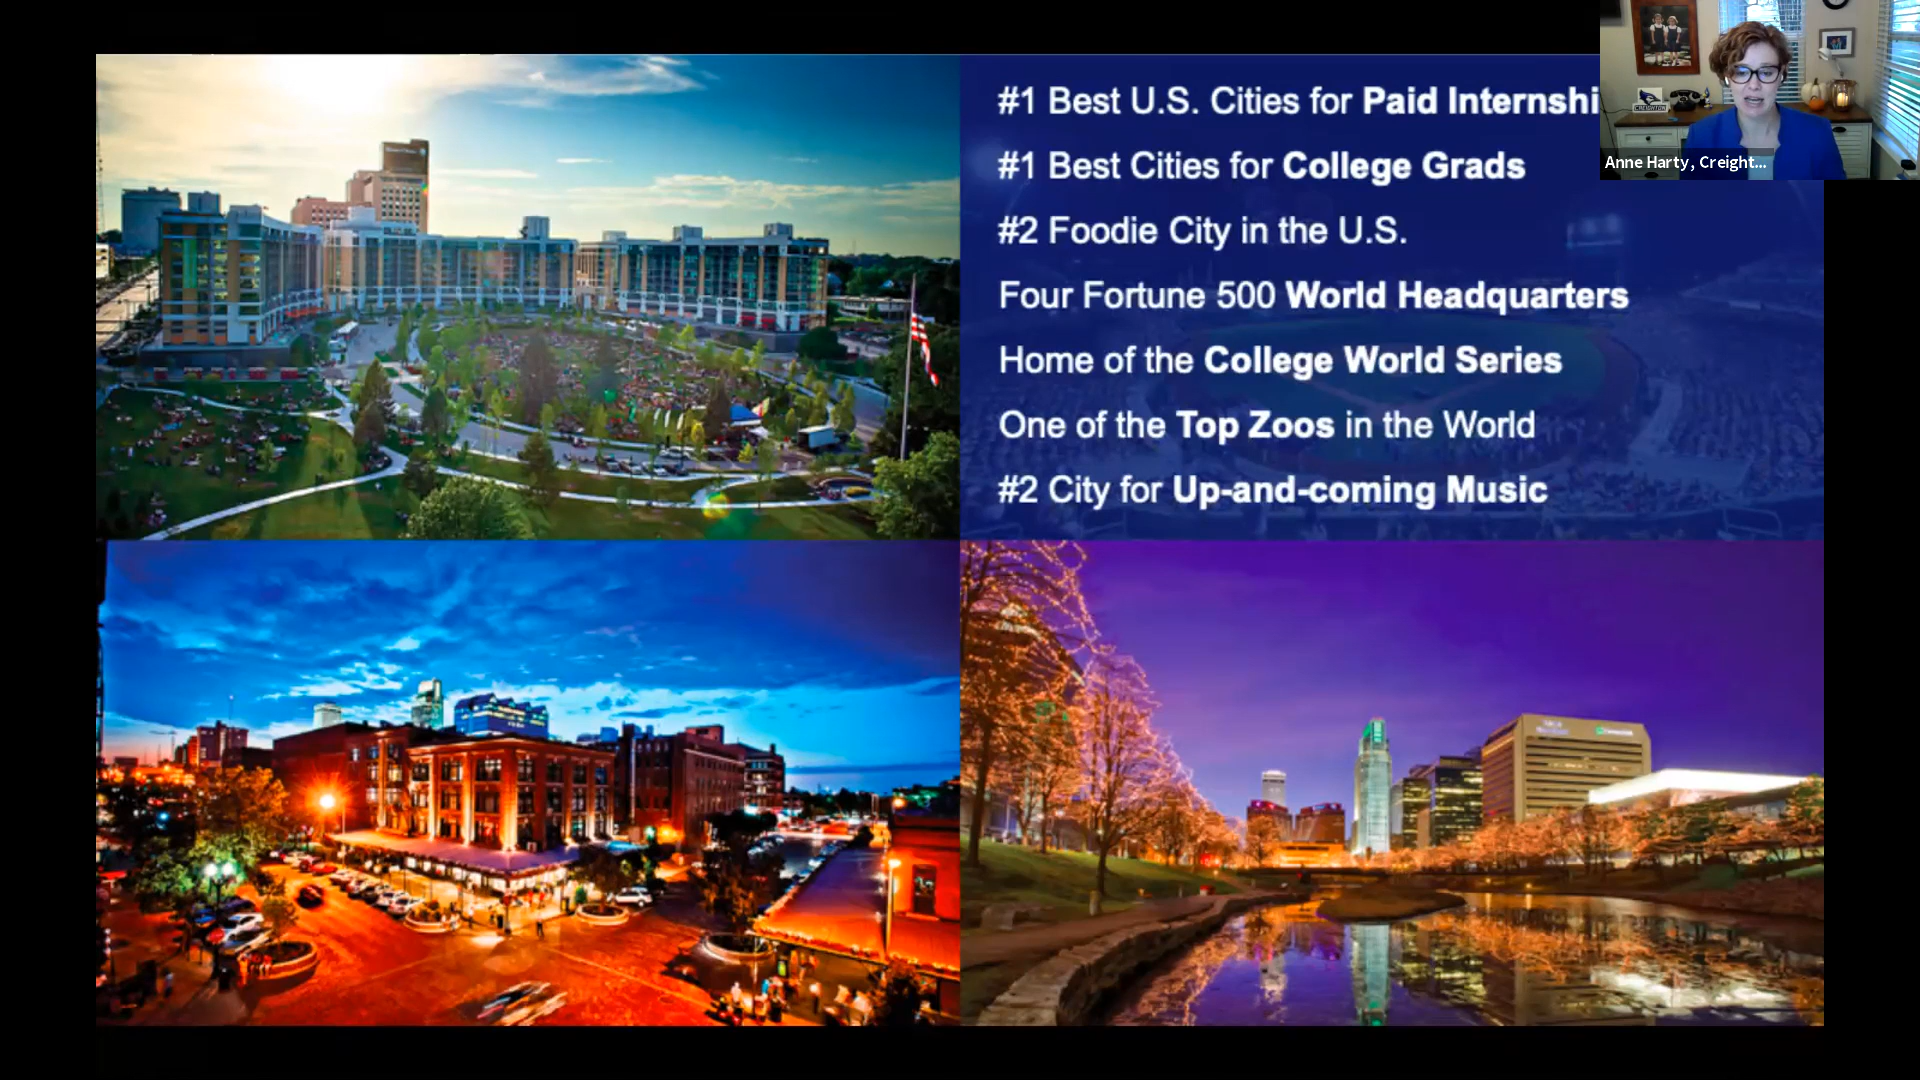 #1 Best U.S. Cities for Paid Internshi
#1 Best Cities for College Grads
#2 Foodie City in the U.S.
Four Fortune 500 World Headquarters
Home of the College World Series
One of the Top Zoos in the World
#2 City for Up-and-coming Music
Anne Harty, Creight...